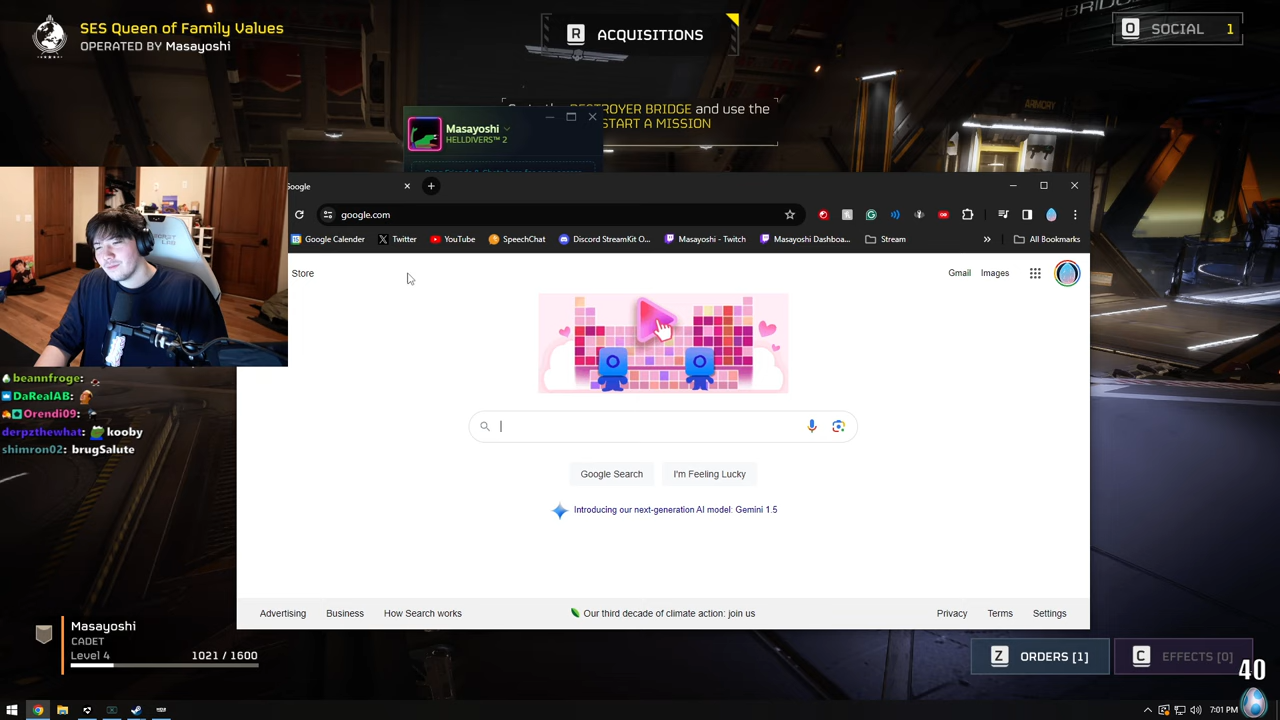 SES Queen of Family Values
OPERATED BY Masayoshi
R ACQUISITIONS
O SOCIAL 1
DESTROYER BRIDGE and use the
START A MISSION
ARMORY
Masayoshi
HELLDIVERS™ 2
Google
google.com
Google Calender
Twitter
YouTube
SpeechChat
Discord StreamKit O...
Masayoshi - Twitch
Masayoshi Dashboa...
Stream
»
All Bookmarks
Store
Gmail
Images
Google Search
I'm Feeling Lucky
Introducing our next-generation AI model: Gemini 1.5
Advertising
Business
How Search works
Our third decade of climate action: join us
Privacy
Terms
Settings
beannfroge:
DaRealAB:
Orendi09:
derpzthewhat: kooby
shimron02: brugSalute
Masayoshi
CADET
Level 4
1021 / 1600
Z ORDERS [1]
C EFFECTS [0]
40
7:01 PM